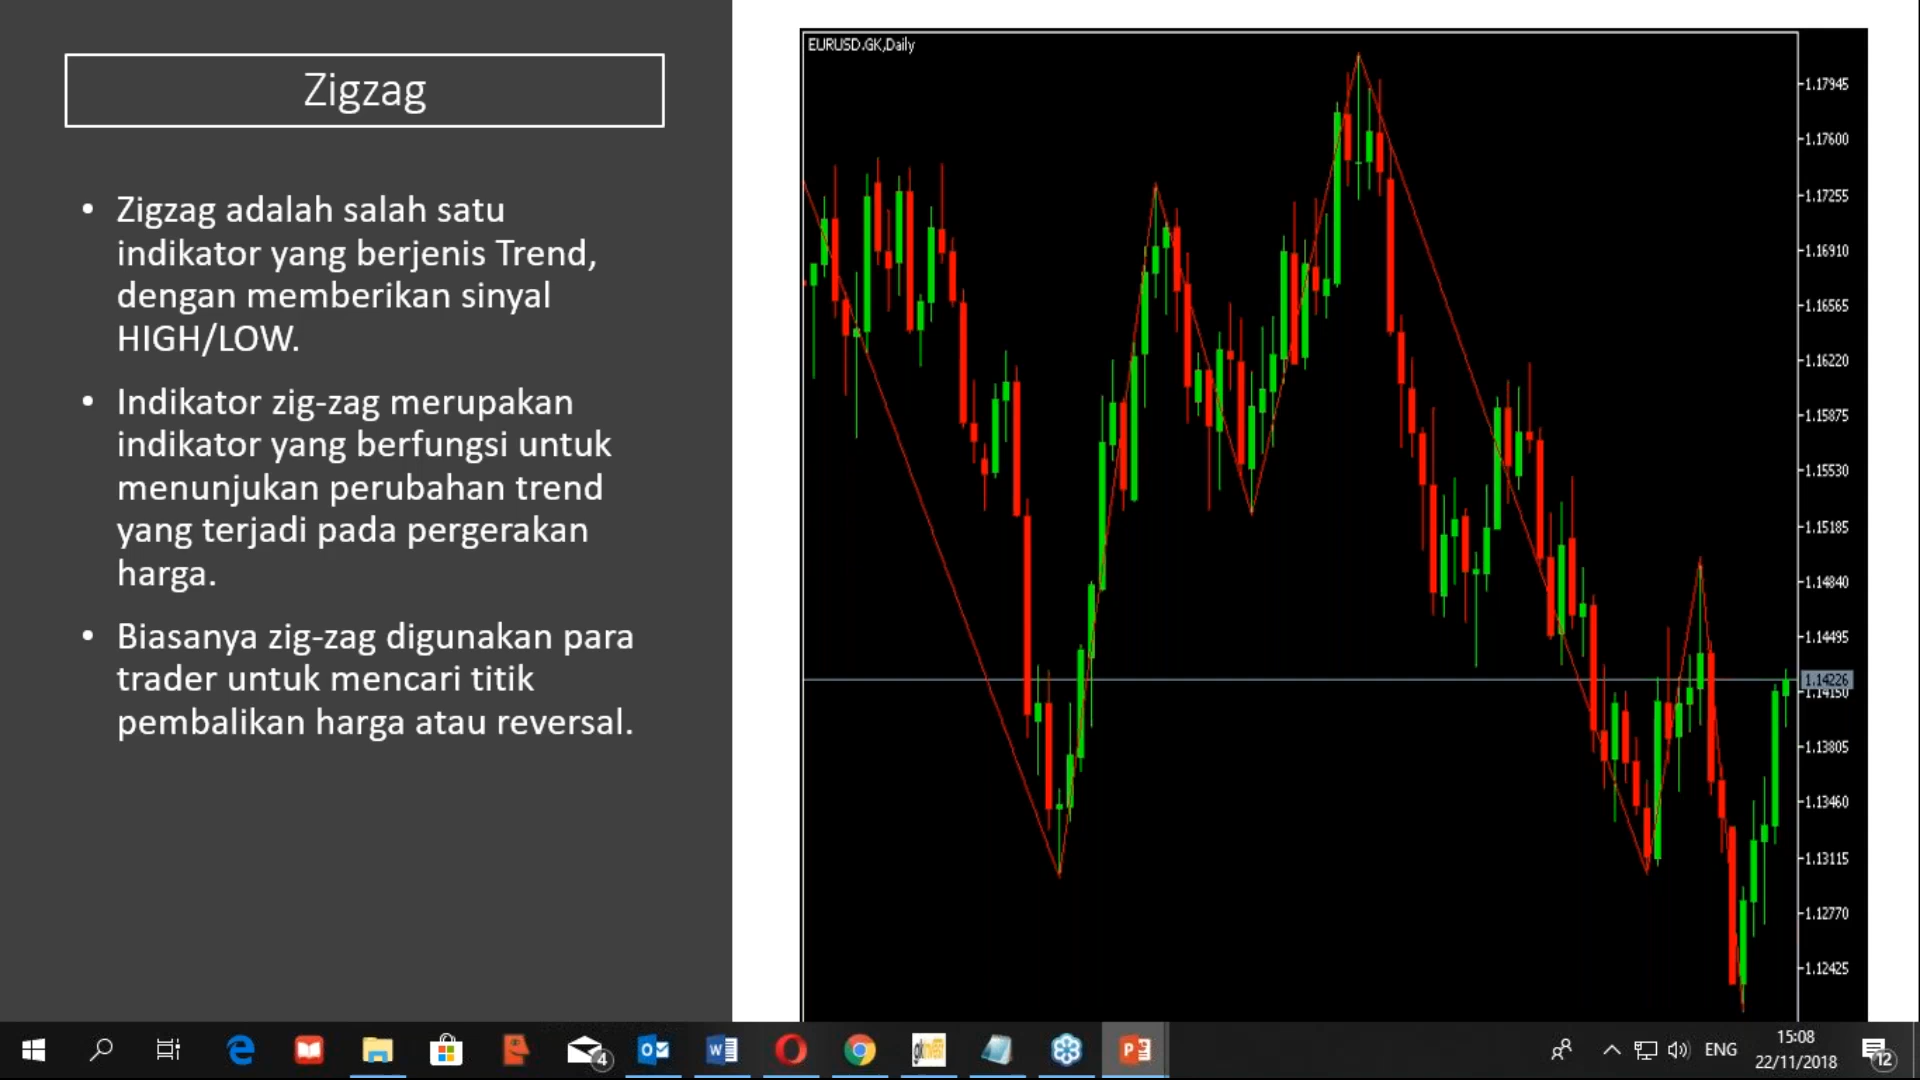 Zigzag
• Zigzag adalah salah satu
indikator yang berjenis Trend,
dengan memberikan sinyal
HIGH/LOW.
• Indikator zig-zag merupakan
indikator yang berfungsi untuk
menunjukan perubahan trend
yang terjadi pada pergerakan
harga.
• Biasanya zig-zag digunakan para
trader untuk mencari titik
pembalikan harga atau reversal.
EURUSD.GK,Daily
1.17945
1.17600
1.17255
1.16910
1.16565
1.16220
1.15875
1.15530
1.15185
1.14840
1.14495
1.14226
1.14150
1.13805
1.13460
1.13115
1.12770
1.12425
4
ENG
15:08
22/11/2018
12